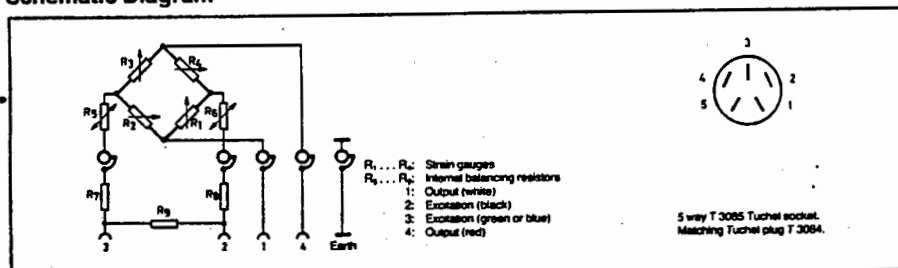 Schematic Diagram
R3
R4
R5
R2
R1
R6
R7
R8
R9
3
2
1
4
Earth
R1 ... R4: Strain gauges
R5 ... R9: Internal balancing resistors
1: Output (white)
2: Excitation (black)
3: Excitation (green or blue)
4: Output (red)
3
4
2
5
1
5 way T 3085 Tuchel socket.
Matching Tuchel plug T 3084.